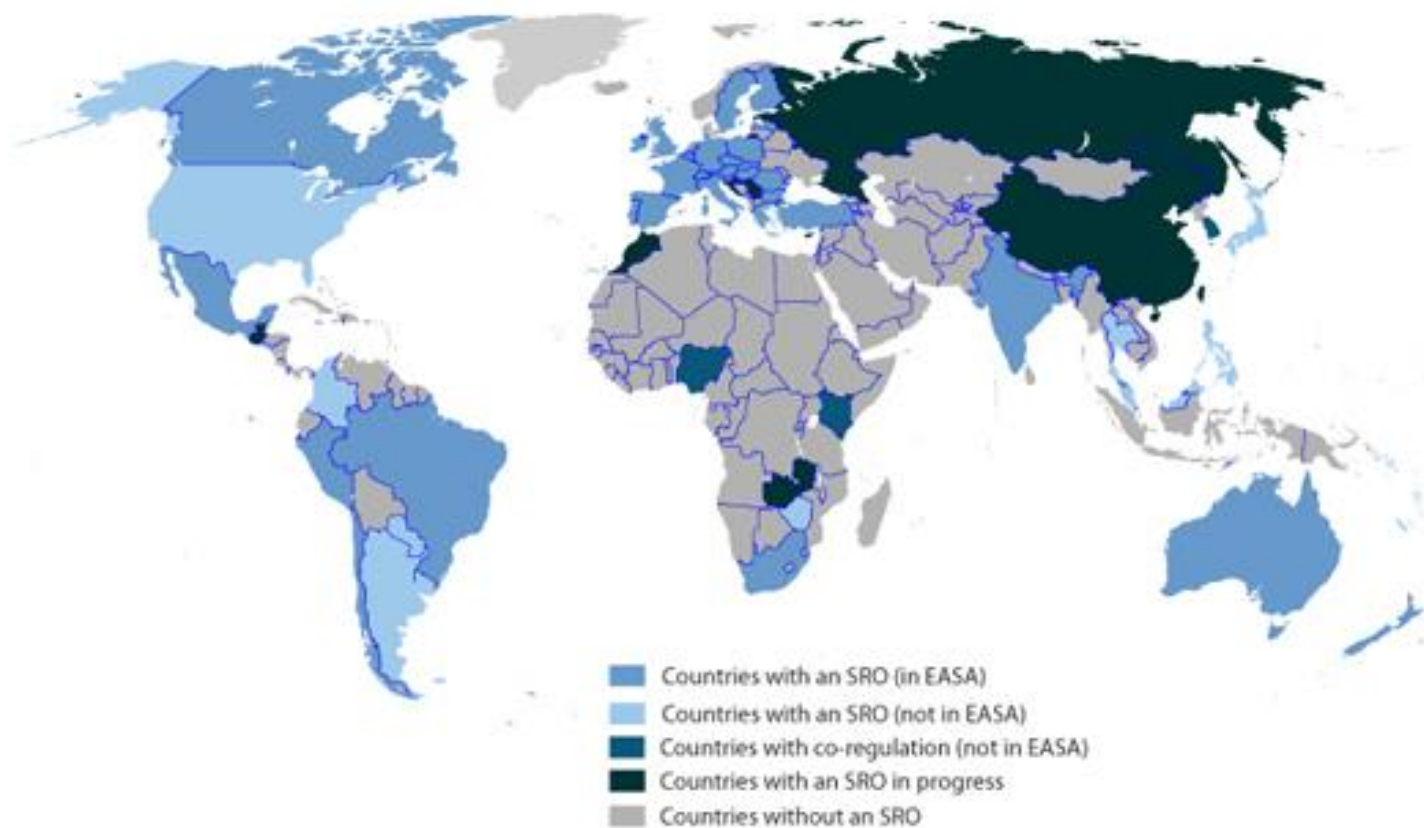 Countries with an SRO (in EASA)
Countries with an SRO (not in EASA)
Countries with co-regulation (not in EASA)
Countries with an SRO in progress
Countries without an SRO